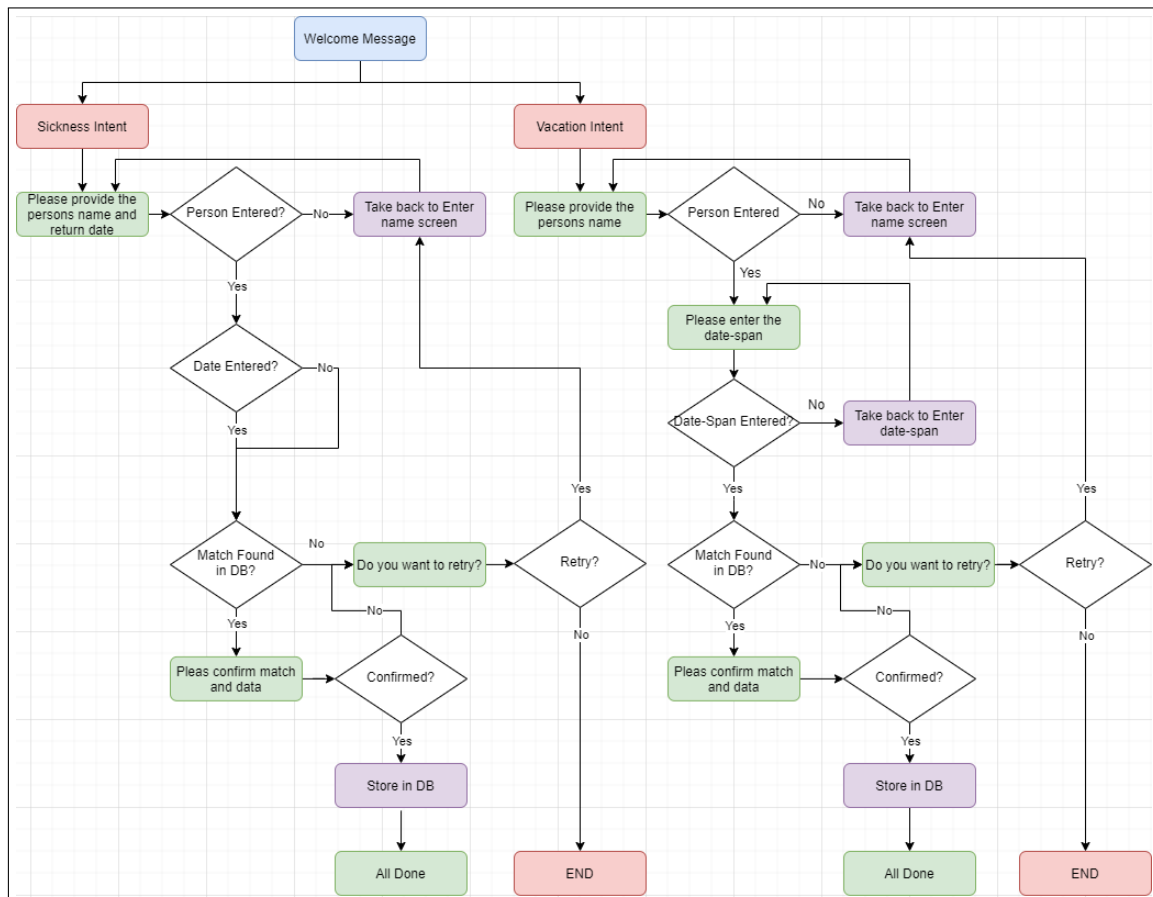 Welcome Message
Sickness Intent
Vacation Intent
Please provide the
persons name and
return date
Person Entered?
No
Take back to Enter
name screen
Please provide the
persons name
Person Entered
No
Take back to Enter
name screen
Yes
Yes
Please enter the
date-span
Date Entered?
No
Yes
Date-Span Entered?
No
Take back to Enter
date-span
Yes
Yes
Yes
Match Found
in DB?
No
Do you want to retry?
Retry?
Match Found
in DB?
No
Do you want to retry?
Retry?
No
No
Yes
No
Yes
No
Pleas confirm match
and data
Confirmed?
Pleas confirm match
and data
Confirmed?
Yes
Yes
Store in DB
Store in DB
All Done
END
All Done
END